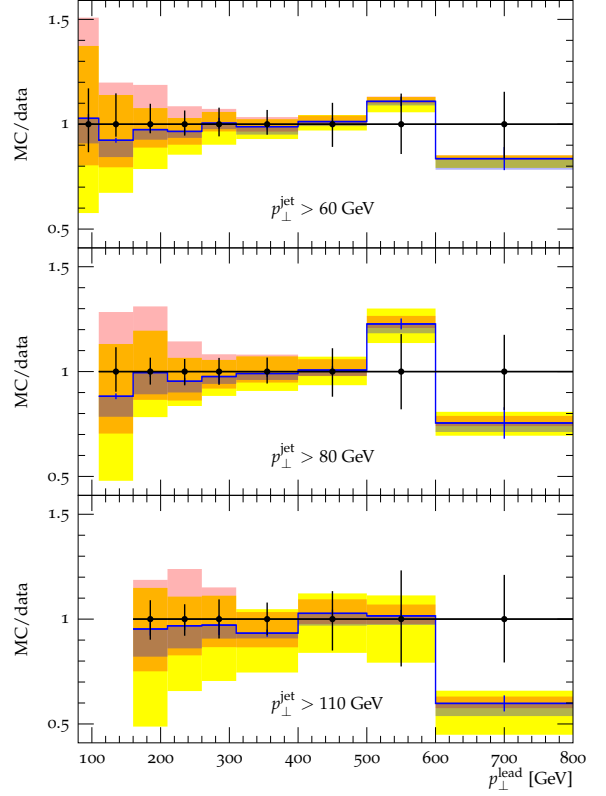 1.5
MC/data
1
p⊥^jet > 60 GeV
0.5
1.5
MC/data
1
p⊥^jet > 80 GeV
0.5
1.5
MC/data
1
p⊥^jet > 110 GeV
0.5
100 200 300 400 500 600 700 800
p⊥^lead [GeV]